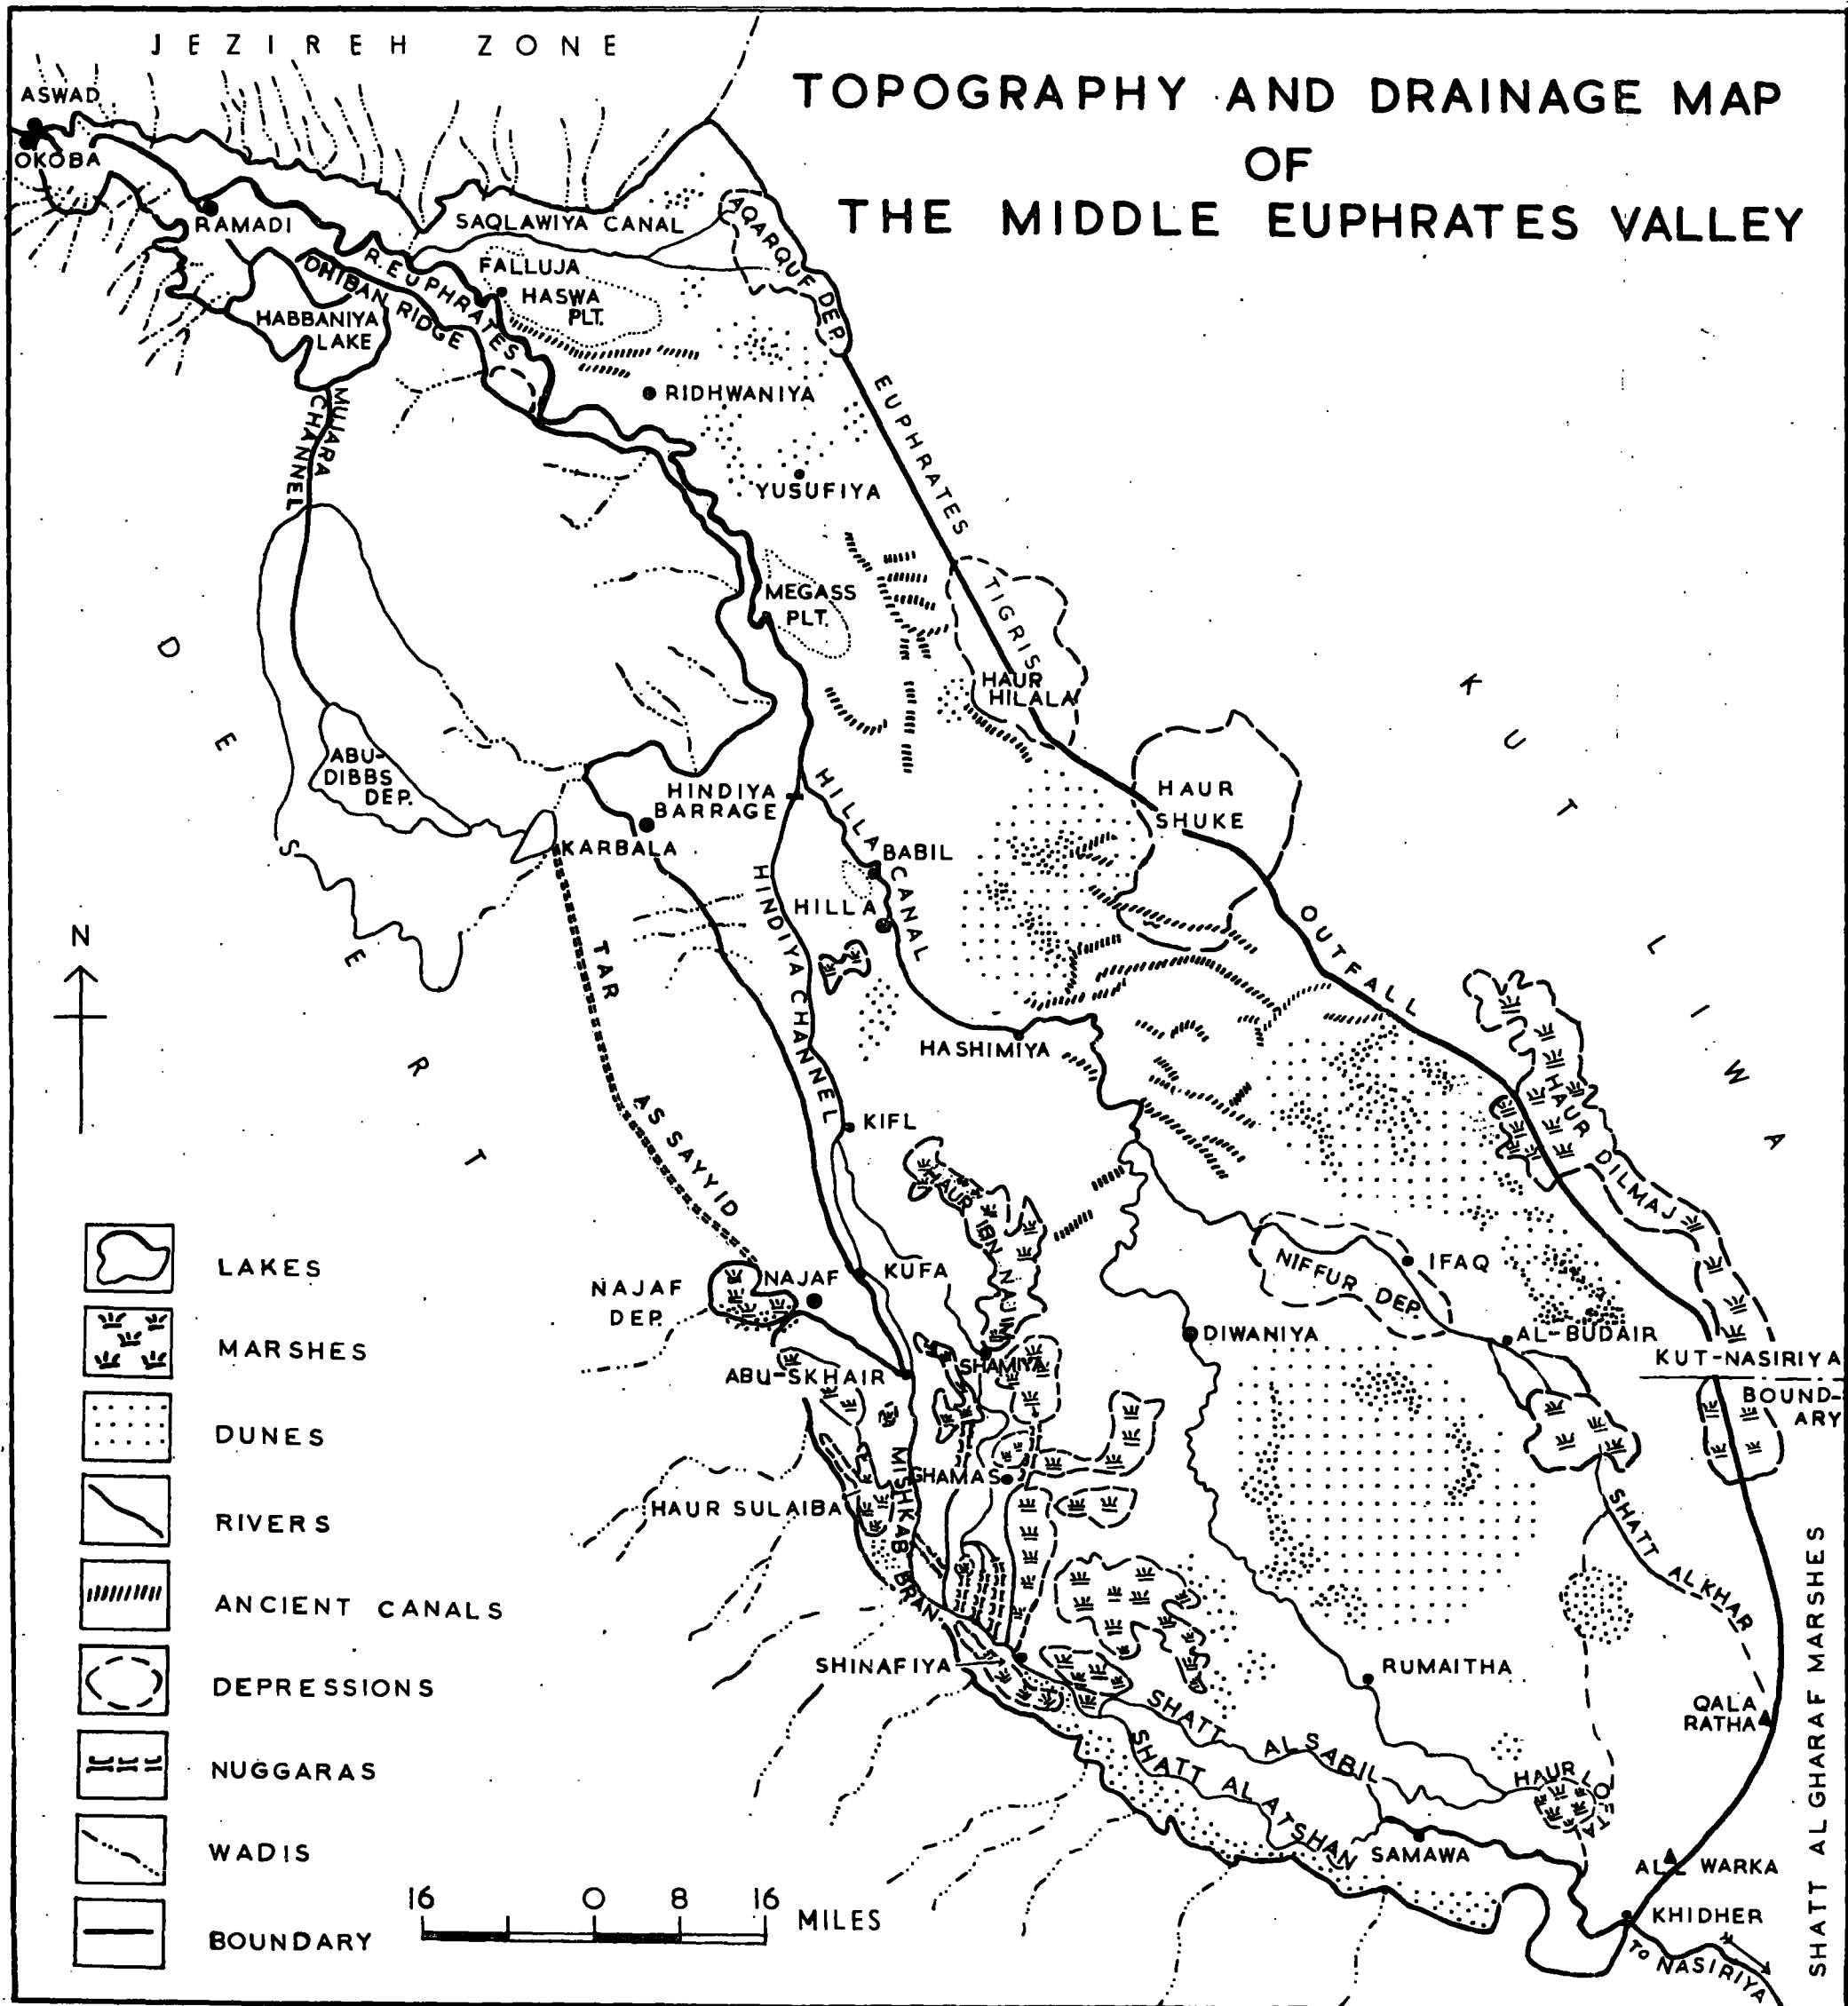 JEZIREH ZONE
TOPOGRAPHY AND DRAINAGE MAP
OF
THE MIDDLE EUPHRATES VALLEY
ASWAD
OKOBA
RAMADI
SAQLAWIYA CANAL
AQARQUF DEP.
R. EUPHRATES
DHIBAN RIDGE
FALLUJA
HASWA
PLT.
HABBANIYA
LAKE
MUJARA
CHANNEL
RIDHWANIYA
YUSUFIYA
EUPHRATES
TIGRIS
OUTFALL
MEGASS
PLT.
HAUR
HILALA
DESERT
KUT LIWA
ABU-
DIBBS
DEP.
HINDIYA
BARRAGE
HILLA CANAL
HAUR
SHUKE
KARBALA
BABIL
HILLA
HINDIYA CHANNEL
N
TAR
AS SAYYID
HASHIMIYA
KIFL
HAUR DILMAJ
HAUR IBN NAJIM
NAJAF
DEP.
NAJAF
KUFA
NIFFUR DEP.
IFAQ
DIWANIYA
AL-BUDAIR
KUT-NASIRIYA
BOUND-
ARY
ABU-SKHAIR
SHAMIYA
MISHKAB BRAN.
GHAMAS
HAUR SULAIBA
SHATT AL KHAR
SHATT AL GHARAF MARSHES
SHINAFIYA
RUMAITHA
QALA
RATHA
SHATT AL SABIL
SHATT AL ATSHAN
HAUR LOFTA
SAMAWA
AL WARKA
KHIDHER
TO NASIRIYA
LAKES
MARSHES
DUNES
RIVERS
ANCIENT CANALS
DEPRESSIONS
NUGGARAS
WADIS
BOUNDARY
16 0 8 16
MILES